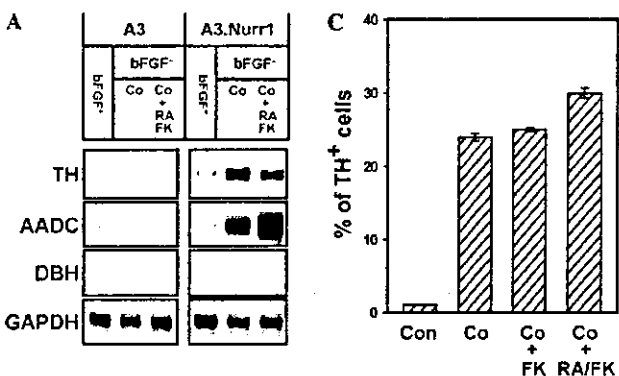 A
A3
A3.Nurr1
bFGF+
bFGF-
Co
Co
+
RA
FK
bFGF+
bFGF-
Co
Co
+
RA
FK
TH
AADC
DBH
GAPDH
C
% of TH+ cells
40
30
20
10
0
Con
Co
Co
+
FK
Co
+
RA/FK